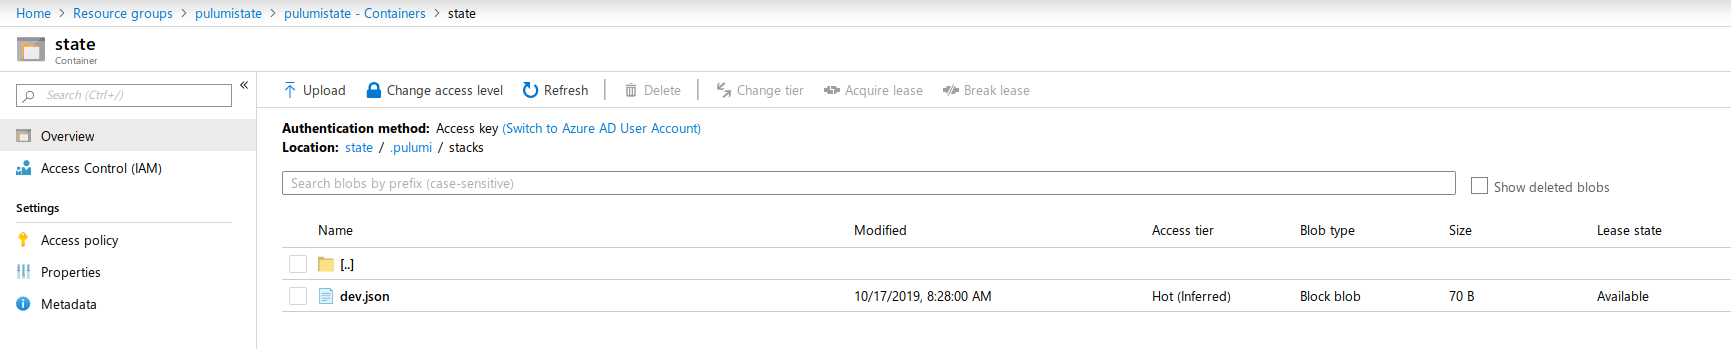 Home > Resource groups > pulumistate > pulumistate - Containers > state
state
Container
«
Search (Ctrl+/)
Overview
Access Control (IAM)
Settings
Access policy
Properties
Metadata
Upload Change access level Refresh Delete Change tier Acquire lease Break lease
Authentication method: Access key (Switch to Azure AD User Account)
Location: state / .pulumi / stacks
Search blobs by prefix (case-sensitive) Show deleted blobs
Name Modified Access tier Blob type Size Lease state
[..]
dev.json 10/17/2019, 8:28:00 AM Hot (Inferred) Block blob 70 B Available